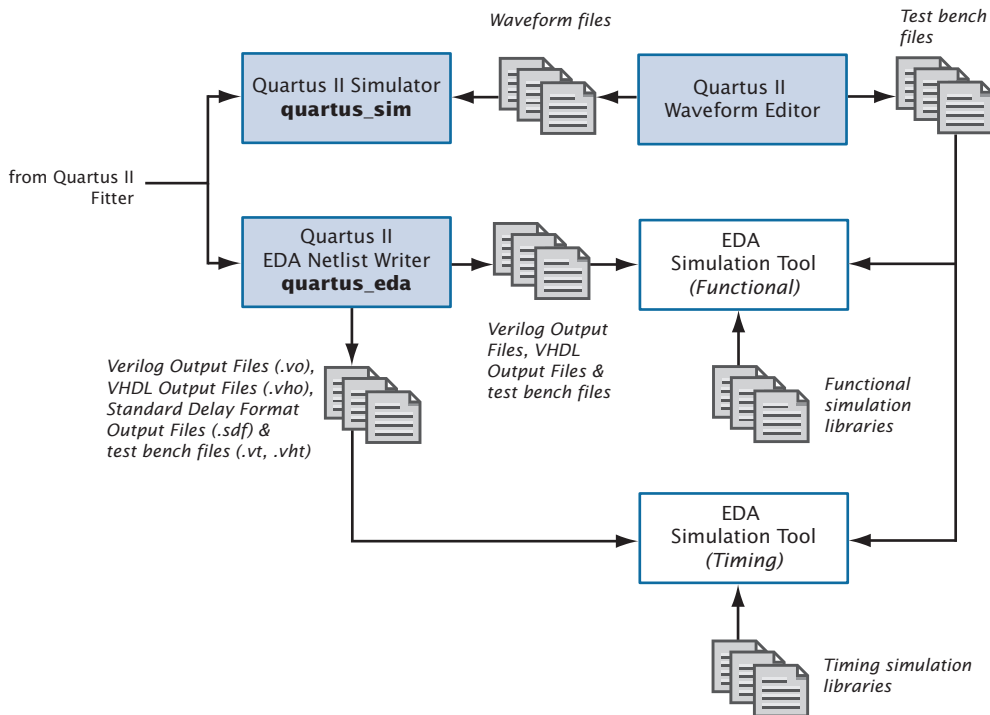 Waveform files
Test bench
files
Quartus II Simulator
quartus_sim
Quartus II
Waveform Editor
from Quartus II
Fitter
Quartus II
EDA Netlist Writer
quartus_eda
EDA
Simulation Tool
(Functional)
Verilog Output Files (.vo),
VHDL Output Files (.vho),
Standard Delay Format
Output Files (.sdf) &
test bench files (.vt, .vht)
Verilog Output
Files, VHDL
Output Files &
test bench files
Functional
simulation
libraries
EDA
Simulation Tool
(Timing)
Timing simulation
libraries